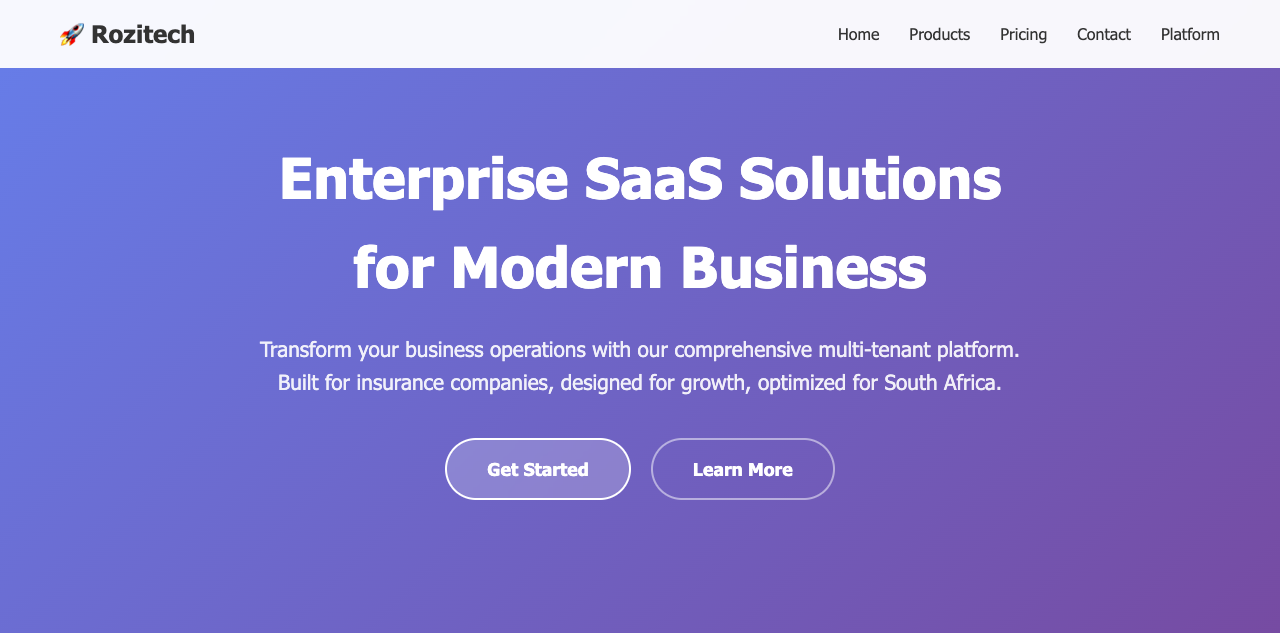 🚀 Rozitech
Home Products Pricing Contact Platform
Enterprise SaaS Solutions
for Modern Business
Transform your business operations with our comprehensive multi-tenant platform.
Built for insurance companies, designed for growth, optimized for South Africa.
Get Started
Learn More